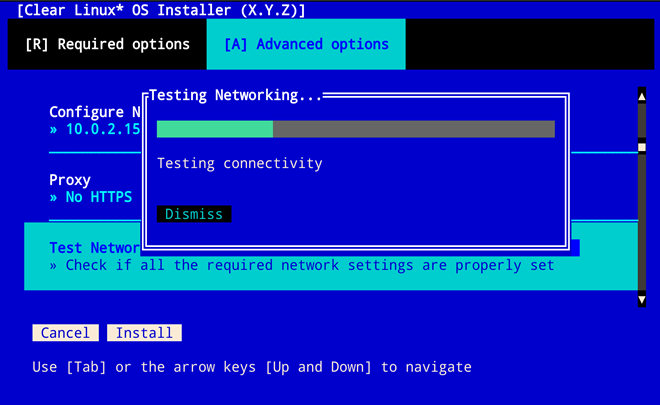 [Clear Linux* OS Installer (X.Y.Z)]
[R] Required options [A] Advanced options
Testing Networking...
Configure N
» 10.0.2.15
Testing connectivity
Proxy
» No HTTPS
Dismiss
Test Networ
» Check if all the required network settings are properly set
Cancel Install
Use [Tab] or the arrow keys [Up and Down] to navigate